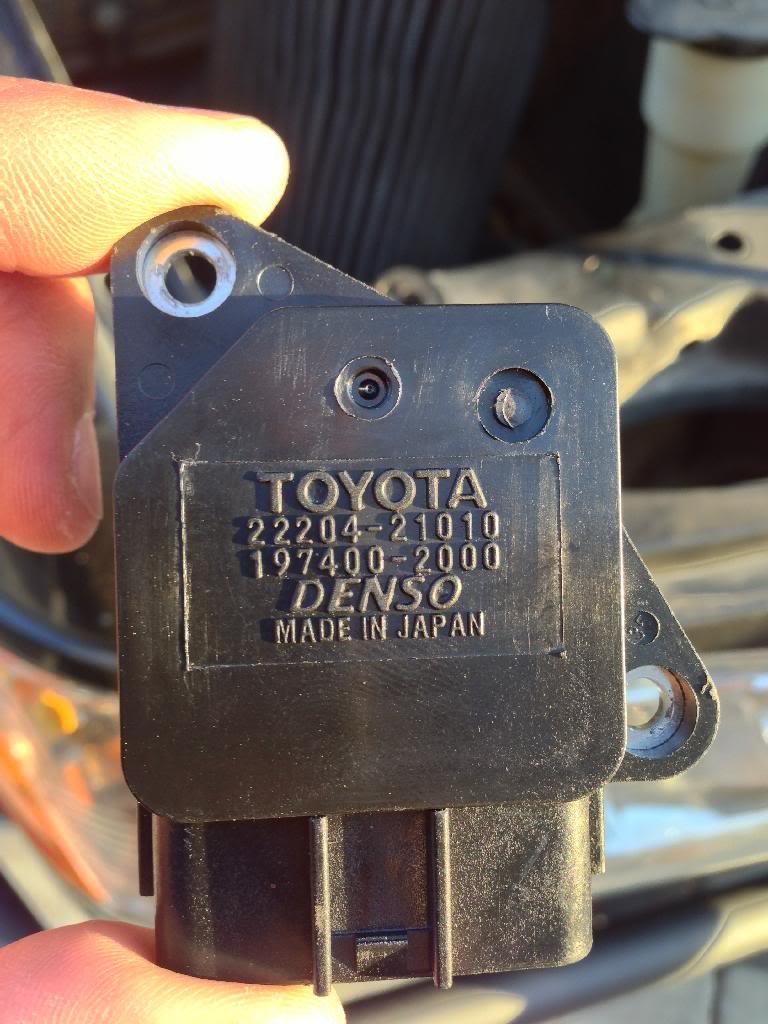 TOYOTA
22204-21010
197400-2000
DENSO
MADE IN JAPAN